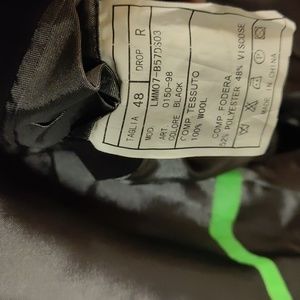 TAGLIA 48 DROP R
MOD. LMM07-B57DS03
ART. 0150-98
COLORE BLACK
COMP.TESSUTO
100% WOOL
COMP.FODERA
52% POLYESTER 48% VISCOSE
MADE IN CHINA